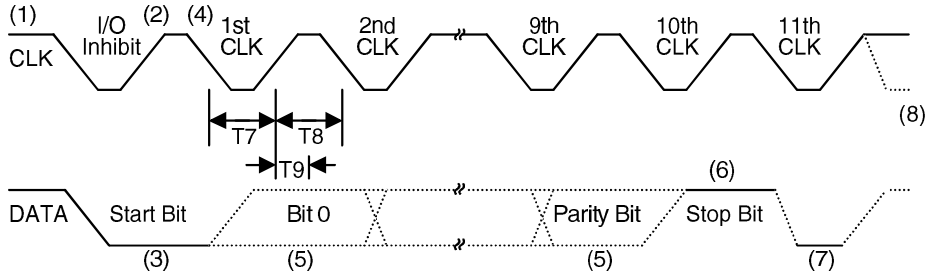 (1) I/O Inhibit (2) (4) 1st CLK 2nd CLK 9th CLK 10th CLK 11th CLK
CLK
(8)
T7 T8
T9
(6)
DATA Start Bit Bit 0 Parity Bit Stop Bit
(3) (5) (5) (7)